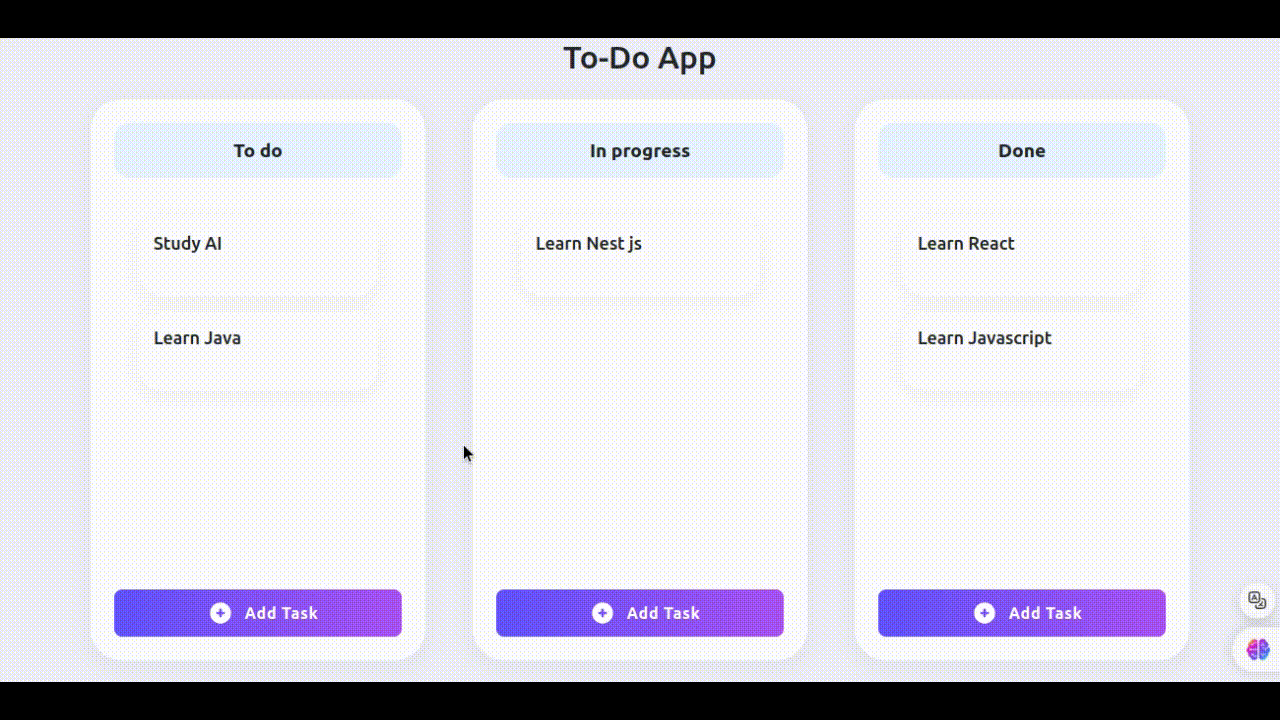 To-Do App
To do
Study AI
Learn Java
Add Task
In progress
Learn Nest js
Add Task
Done
Learn React
Learn Javascript
Add Task